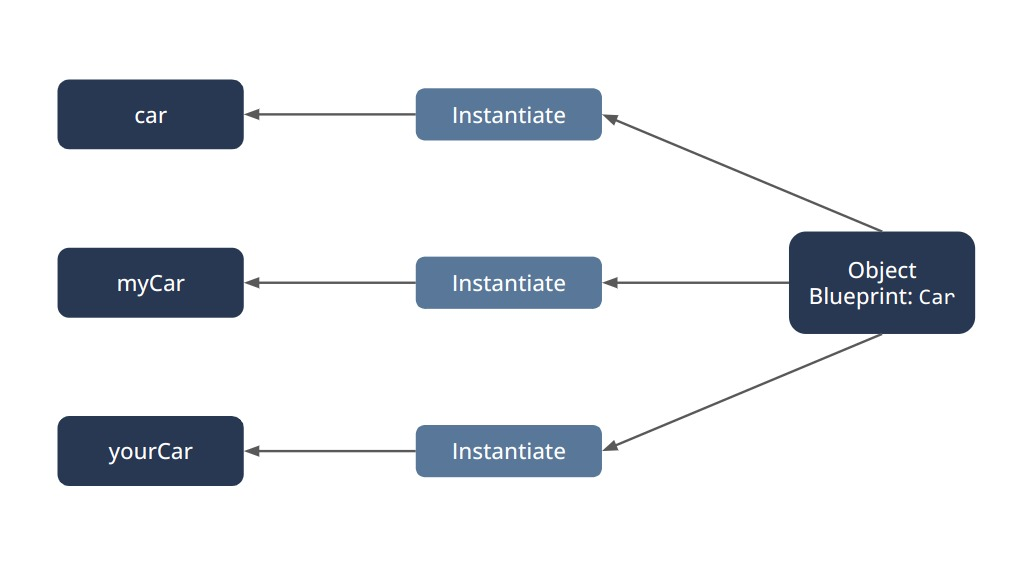 car
Instantiate
myCar
Instantiate
Object
Blueprint: Car
yourCar
Instantiate